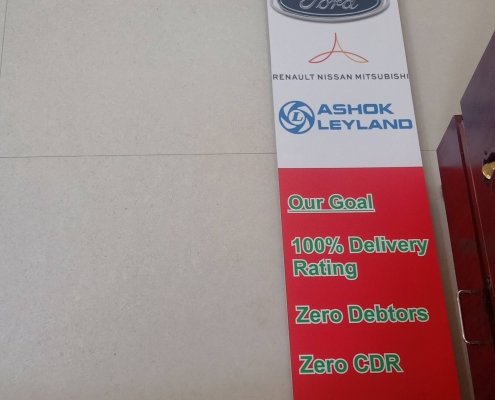 Ford
RENAULT NISSAN MITSUBISHI
L
ASHOK
LEYLAND
Our Goal
100% Delivery
Rating
Zero Debtors
Zero CDR